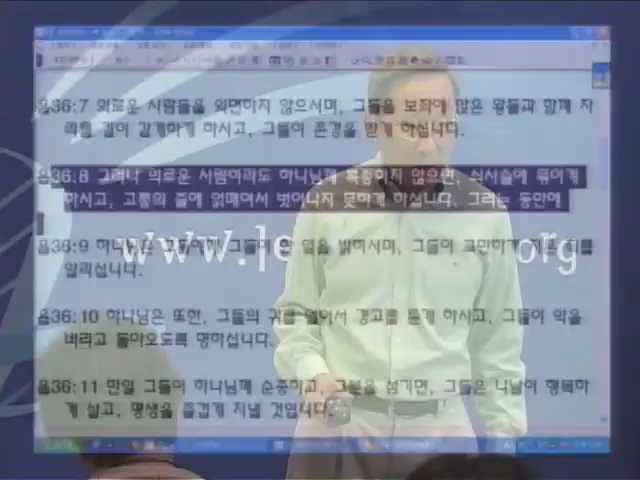 욥36:7 의로운 사람들을 외면하지 않으시며, 그들을 보좌에 앉은 왕들과 함께 자
리를 같이하게 하시고, 그들이 존경을 받게 하십니다.
욥36:8 그러나 의로운 사람이라도 하나님께 복종하지 않으면, 쇠사슬에 묶이게
하시고, 고통의 줄에 얽매여서 벗어나지 못하게 하십니다. 그러는 동안에
욥36:9 하나님은 그들에게 그들이 한 일을 밝히시며, 그들이 교만하게 지은 죄를
알리십니다.
www.Je org
욥36:10 하나님은 또한, 그들의 귀를 열어서 경고를 듣게 하시고, 그들이 악을
버리고 돌아오도록 명하십니다.
욥36:11 만일 그들이 하나님께 순종하고, 그분을 섬기면, 그들은 나날이 행복하
게 살고, 평생을 즐겁게 지낼 것입니다.